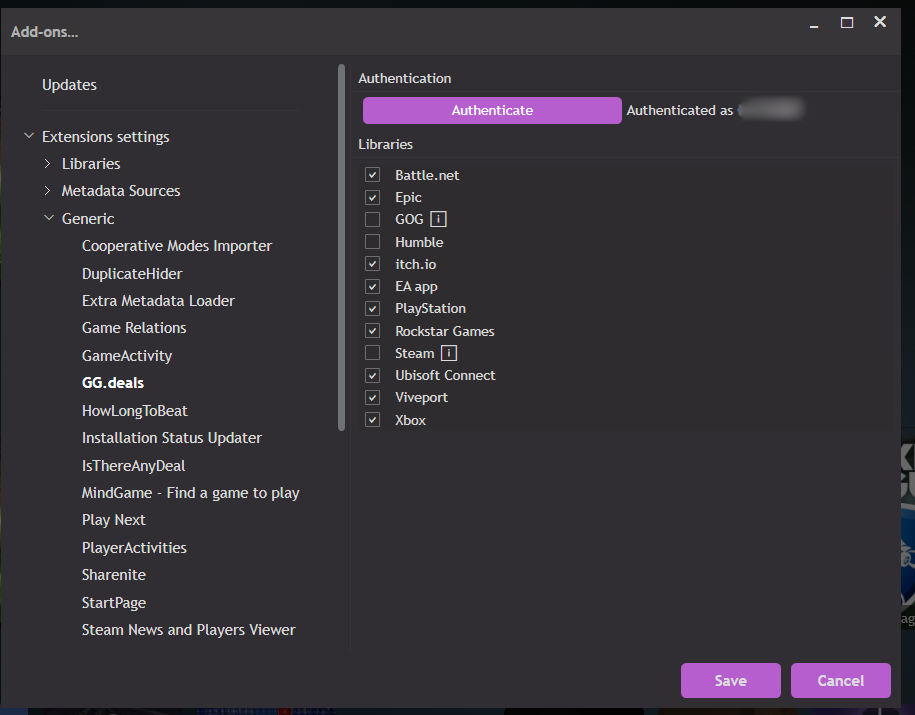 Add-ons...
Updates
Extensions settings
Libraries
Metadata Sources
Generic
Cooperative Modes Importer
DuplicateHider
Extra Metadata Loader
Game Relations
GameActivity
GG.deals
HowLongToBeat
Installation Status Updater
IsThereAnyDeal
MindGame - Find a game to play
Play Next
PlayerActivities
Sharenite
StartPage
Steam News and Players Viewer
Authentication
Authenticate
Authenticated as
Libraries
Battle.net
Epic
GOG i
Humble
itch.io
EA app
PlayStation
Rockstar Games
Steam i
Ubisoft Connect
Viveport
Xbox
Save
Cancel